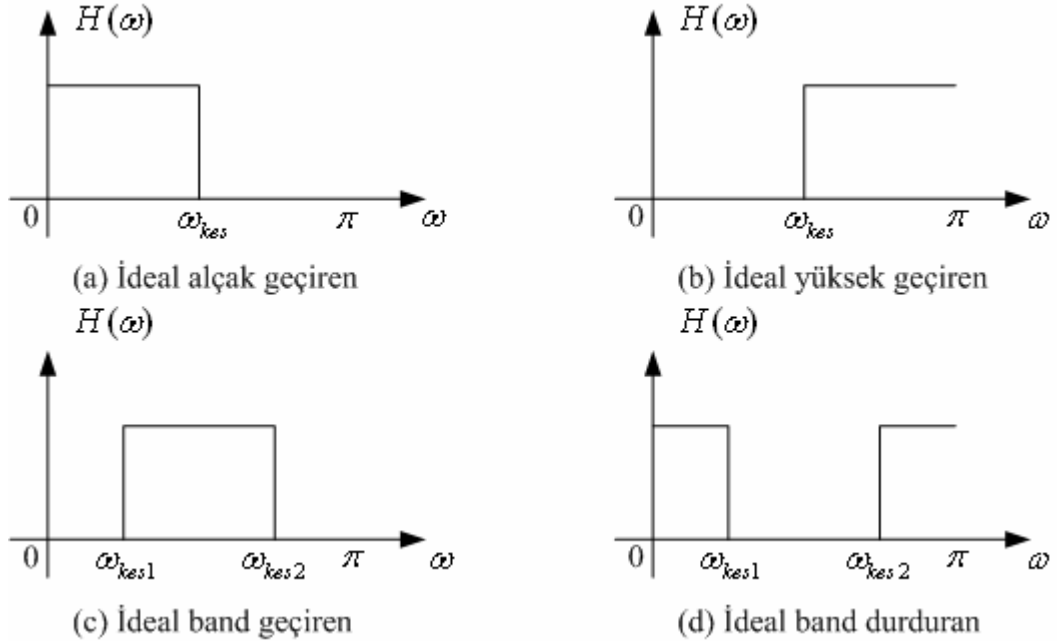 H(ω)
0
ω_kes
π
ω
(a) İdeal alçak geçiren
H(ω)
0
ω_kes
π
ω
(b) İdeal yüksek geçiren
H(ω)
0
ω_kes1
ω_kes2
π
ω
(c) İdeal band geçiren
H(ω)
0
ω_kes1
ω_kes2
π
ω
(d) İdeal band durduran